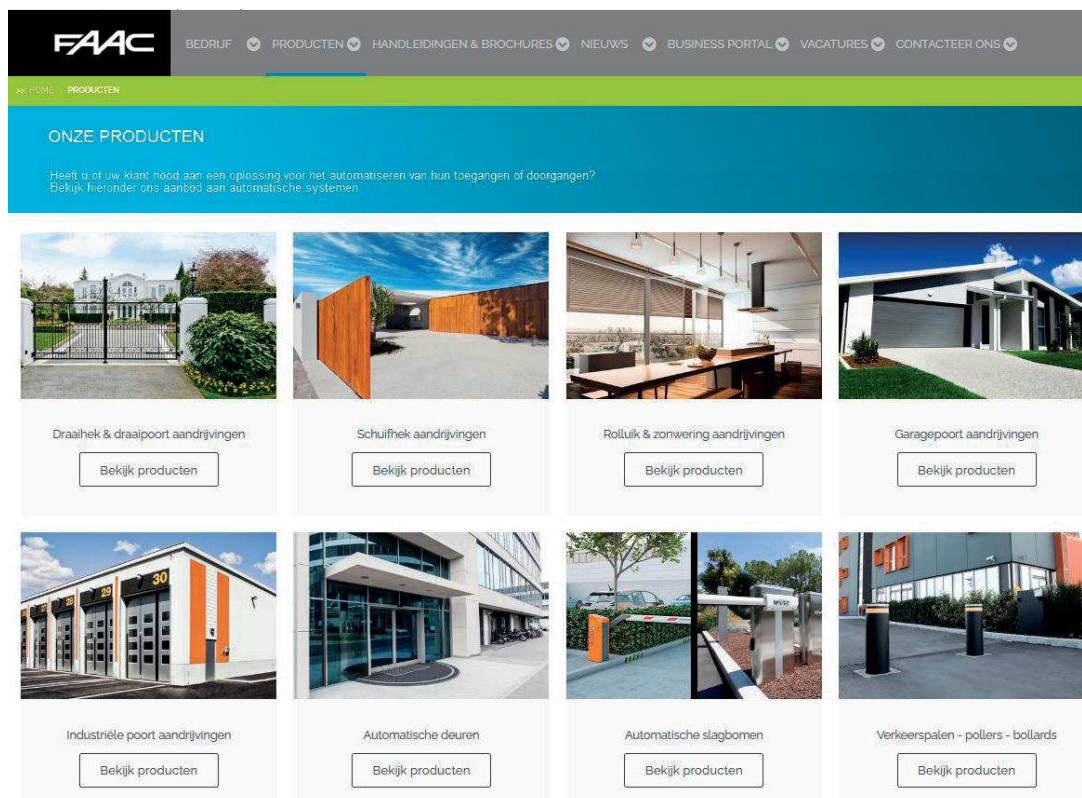 FAAC
BEDRIJF PRODUCTEN HANDLEIDINGEN & BROCHURES NIEUWS BUSINESS PORTAL VACATURES CONTACTEER ONS
>> HOME > PRODUCTEN
ONZE PRODUCTEN
Heeft u of uw klant nood aan een oplossing voor het automatiseren van hun toegangen of doorgangen?
Bekijk hieronder ons aanbod aan automatische systemen.
Draaihek & draaipoort aandrijvingen
Bekijk producten
Schuifhek aandrijvingen
Bekijk producten
Rolluik & zonwering aandrijvingen
Bekijk producten
Garagepoort aandrijvingen
Bekijk producten
28
29
30
Industriële poort aandrijvingen
Bekijk producten
Automatische deuren
Bekijk producten
Automatische slagbomen
Bekijk producten
Verkeerspalen - pollers - bollards
Bekijk producten